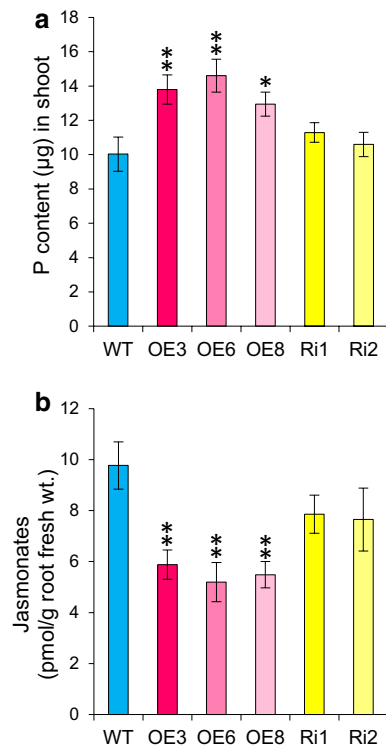 a
18
16
14
12
10
8
6
4
2
0
P content (µg) in shoot
** ** *
WT OE3 OE6 OE8 Ri1 Ri2
b
12
10
8
6
4
2
0
Jasmonates
(pmol/g root fresh wt.)
** ** **
WT OE3 OE6 OE8 Ri1 Ri2